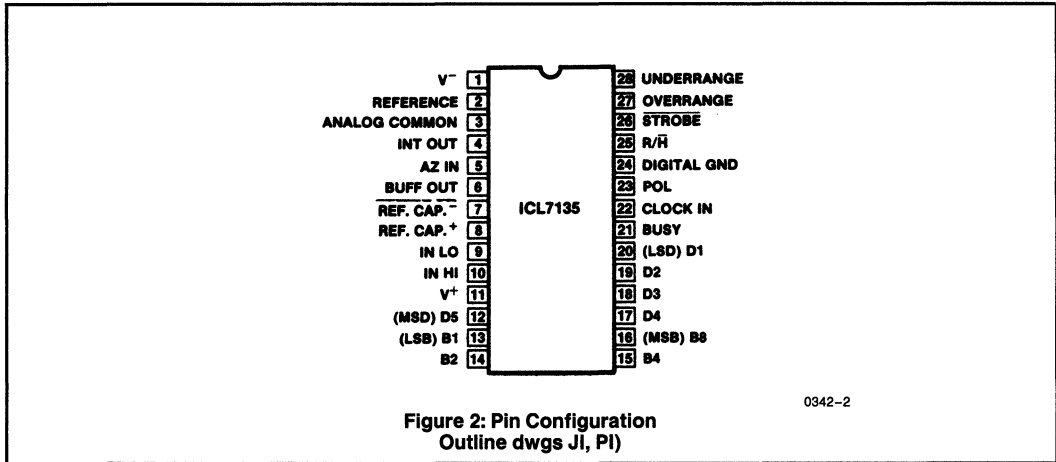 V⁻ 1
REFERENCE 2
ANALOG COMMON 3
INT OUT 4
AZ IN 5
BUFF OUT 6
REF. CAP.⁻ 7
REF. CAP.⁺ 8
IN LO 9
IN HI 10
V⁺ 11
(MSD) D5 12
(LSB) B1 13
B2 14
ICL7135
28 UNDERRANGE
27 OVERRANGE
26 S̅T̅R̅O̅B̅E̅
25 R/H̅
24 DIGITAL GND
23 POL
22 CLOCK IN
21 BUSY
20 (LSD) D1
19 D2
18 D3
17 D4
16 (MSB) B8
15 B4
0342–2
Figure 2: Pin Configuration
Outline dwgs JI, PI)